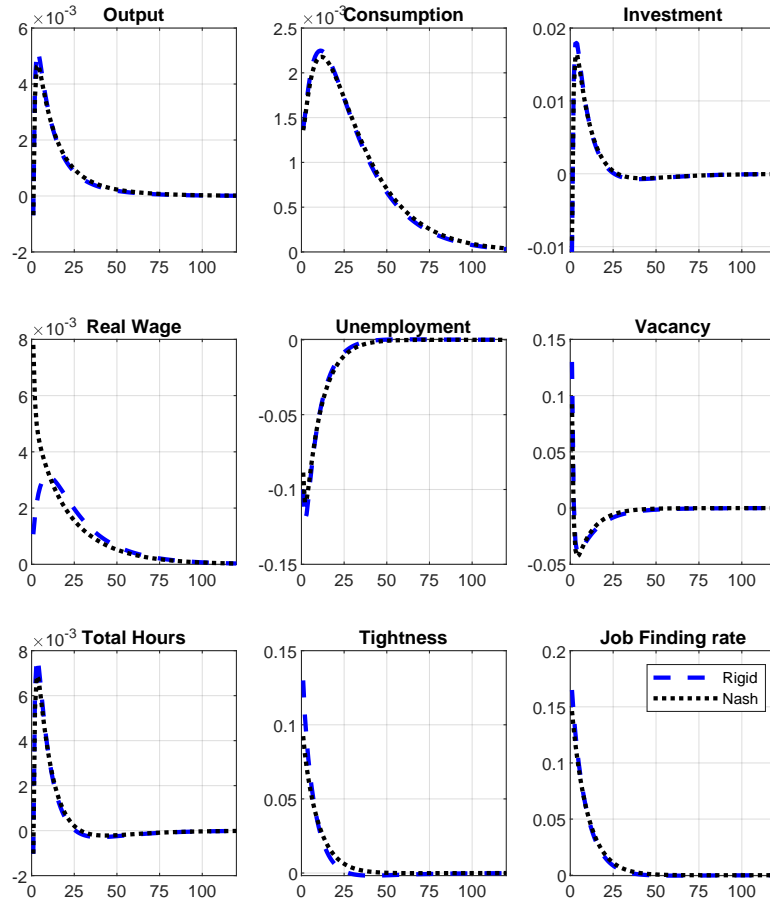 Output
×10⁻³
6
4
2
0
-2
0 25 50 75 100
Consumption
×10⁻³
2.5
2
1.5
1
0.5
0
0 25 50 75 100
Investment
0.02
0.01
0
-0.01
0 25 50 75 100
Real Wage
×10⁻³
8
6
4
2
0
0 25 50 75 100
Unemployment
0
-0.05
-0.1
-0.15
0 25 50 75 100
Vacancy
0.15
0.1
0.05
0
-0.05
0 25 50 75 100
Total Hours
×10⁻³
8
6
4
2
0
-2
0 25 50 75 100
Tightness
0.15
0.1
0.05
0
0 25 50 75 100
Job Finding rate
0.2
0.15
0.1
0.05
0
Rigid
Nash
0 25 50 75 100